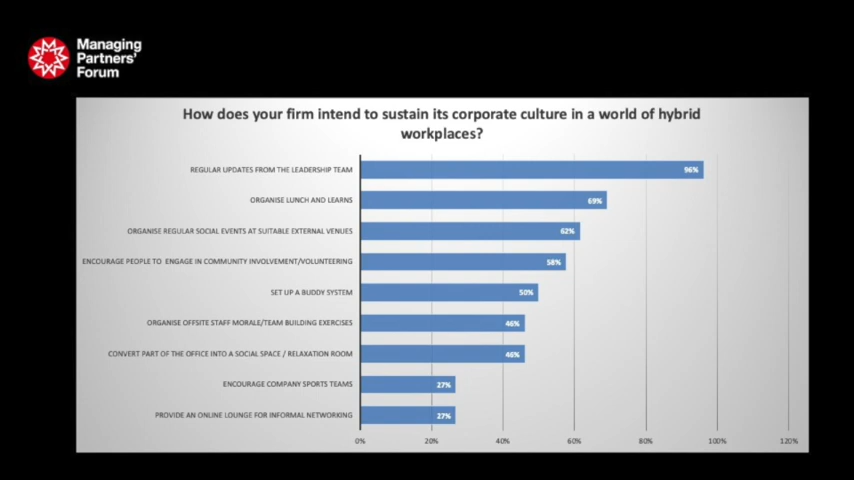 Managing
Partners'
Forum
How does your firm intend to sustain its corporate culture in a world of hybrid
workplaces?
REGULAR UPDATES FROM THE LEADERSHIP TEAM 96%
ORGANISE LUNCH AND LEARNS 69%
ORGANISE REGULAR SOCIAL EVENTS AT SUITABLE EXTERNAL VENUES 62%
ENCOURAGE PEOPLE TO ENGAGE IN COMMUNITY INVOLVEMENT/VOLUNTEERING 58%
SET UP A BUDDY SYSTEM 50%
ORGANISE OFFSITE STAFF MORALE/TEAM BUILDING EXERCISES 46%
CONVERT PART OF THE OFFICE INTO A SOCIAL SPACE / RELAXATION ROOM 46%
ENCOURAGE COMPANY SPORTS TEAMS 27%
PROVIDE AN ONLINE LOUNGE FOR INFORMAL NETWORKING 27%
0% 20% 40% 60% 80% 100% 120%